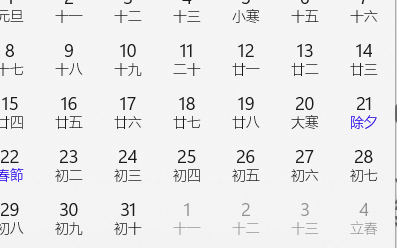 元旦 十一 十二 十三 小寒 十五 十六
8 9 10 11 12 13 14
十七 十八 十九 二十 廿一 廿二 廿三
15 16 17 18 19 20 21
廿四 廿五 廿六 廿七 廿八 大寒 除夕
22 23 24 25 26 27 28
春節 初二 初三 初四 初五 初六 初七
29 30 31 1 2 3 4
初八 初九 初十 十一 十二 十三 立春